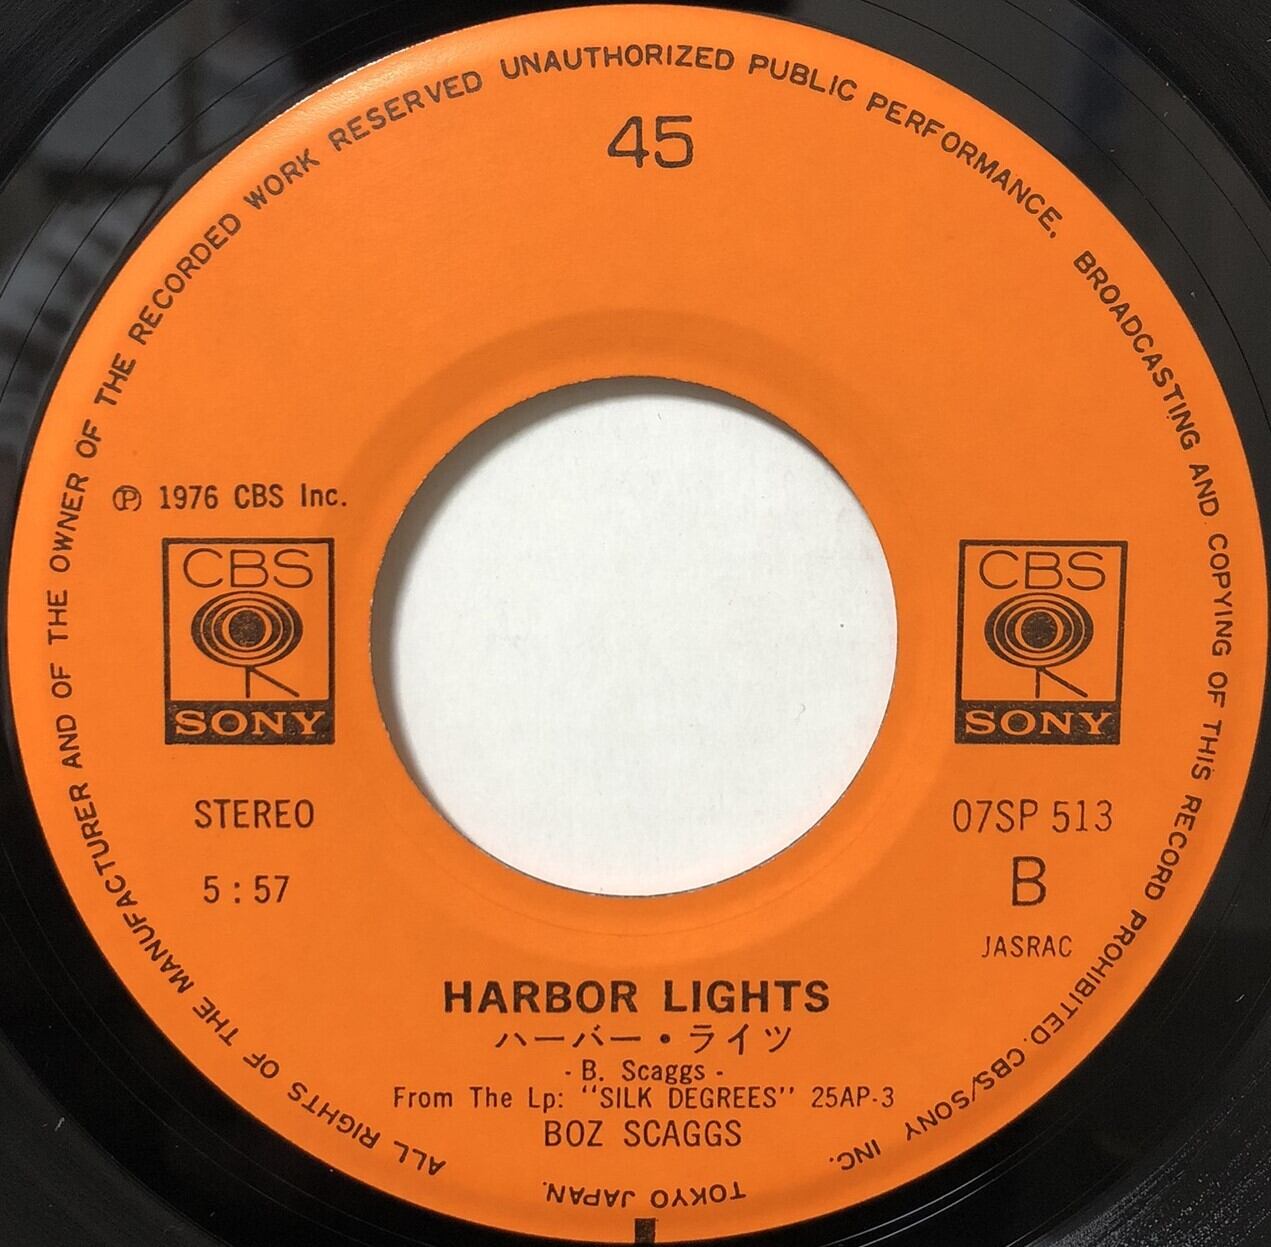 ALL RIGHTS OF THE MANUFACTURER AND OF THE OWNER OF THE RECORDED WORK RESERVED UNAUTHORIZED PUBLIC PERFORMANCE, BROADCASTING AND COPYING OF THIS RECORD PROHIBITED. CBS/SONY INC.
TOKYO JAPAN.
45
℗ 1976 CBS Inc.
CBS
SONY
CBS
SONY
STEREO
5:57
07SP 513
B
JASRAC
HARBOR LIGHTS
ハーバー・ライツ
- B. Scaggs -
From The Lp: "SILK DEGREES" 25AP-3
BOZ SCAGGS